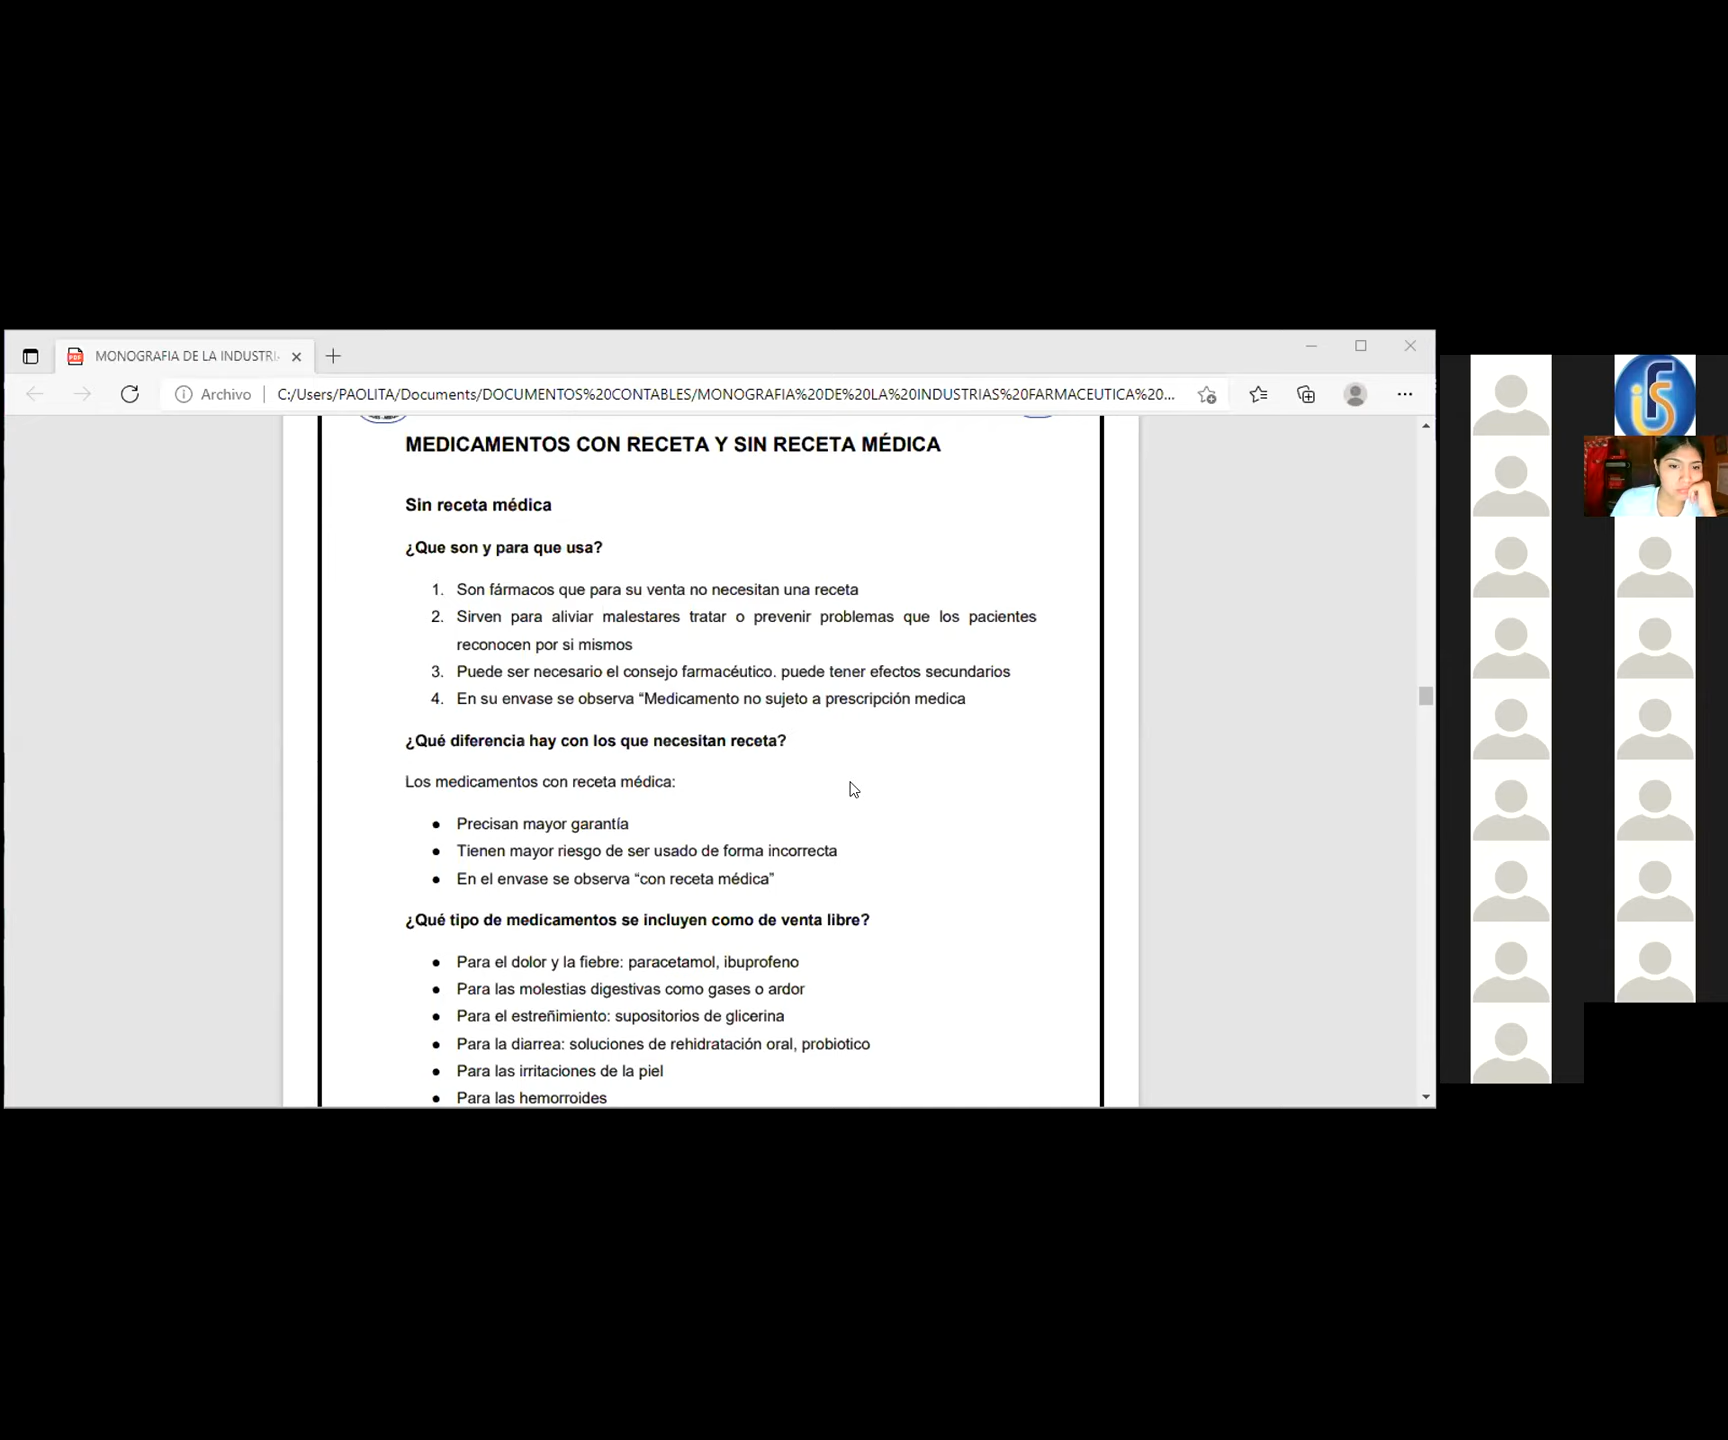 MONOGRAFIA DE LA INDUSTRI
Archivo
C:/Users/PAOLITA/Documents/DOCUMENTOS%20CONTABLES/MONOGRAFIA%20DE%20LA%20INDUSTRIAS%20FARMACEUTICA%20...
MEDICAMENTOS CON RECETA Y SIN RECETA MÉDICA
Sin receta médica
¿Que son y para que usa?
1. Son fármacos que para su venta no necesitan una receta
2. Sirven para aliviar malestares tratar o prevenir problemas que los pacientes
reconocen por si mismos
3. Puede ser necesario el consejo farmacéutico. puede tener efectos secundarios
4. En su envase se observa “Medicamento no sujeto a prescripción medica
¿Qué diferencia hay con los que necesitan receta?
Los medicamentos con receta médica:
● Precisan mayor garantía
● Tienen mayor riesgo de ser usado de forma incorrecta
● En el envase se observa “con receta médica”
¿Qué tipo de medicamentos se incluyen como de venta libre?
● Para el dolor y la fiebre: paracetamol, ibuprofeno
● Para las molestias digestivas como gases o ardor
● Para el estreñimiento: supositorios de glicerina
● Para la diarrea: soluciones de rehidratación oral, probiotico
● Para las irritaciones de la piel
● Para las hemorroides